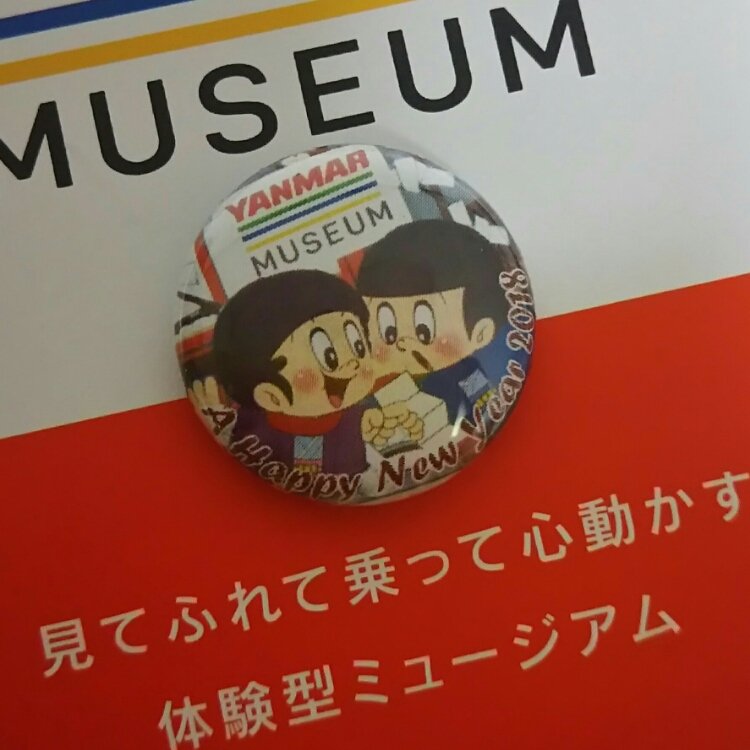 MUSEUM
YANMAR
MUSEUM
A Happy New Year 2018
見てふれて乗って心動かす
体験型ミュージアム